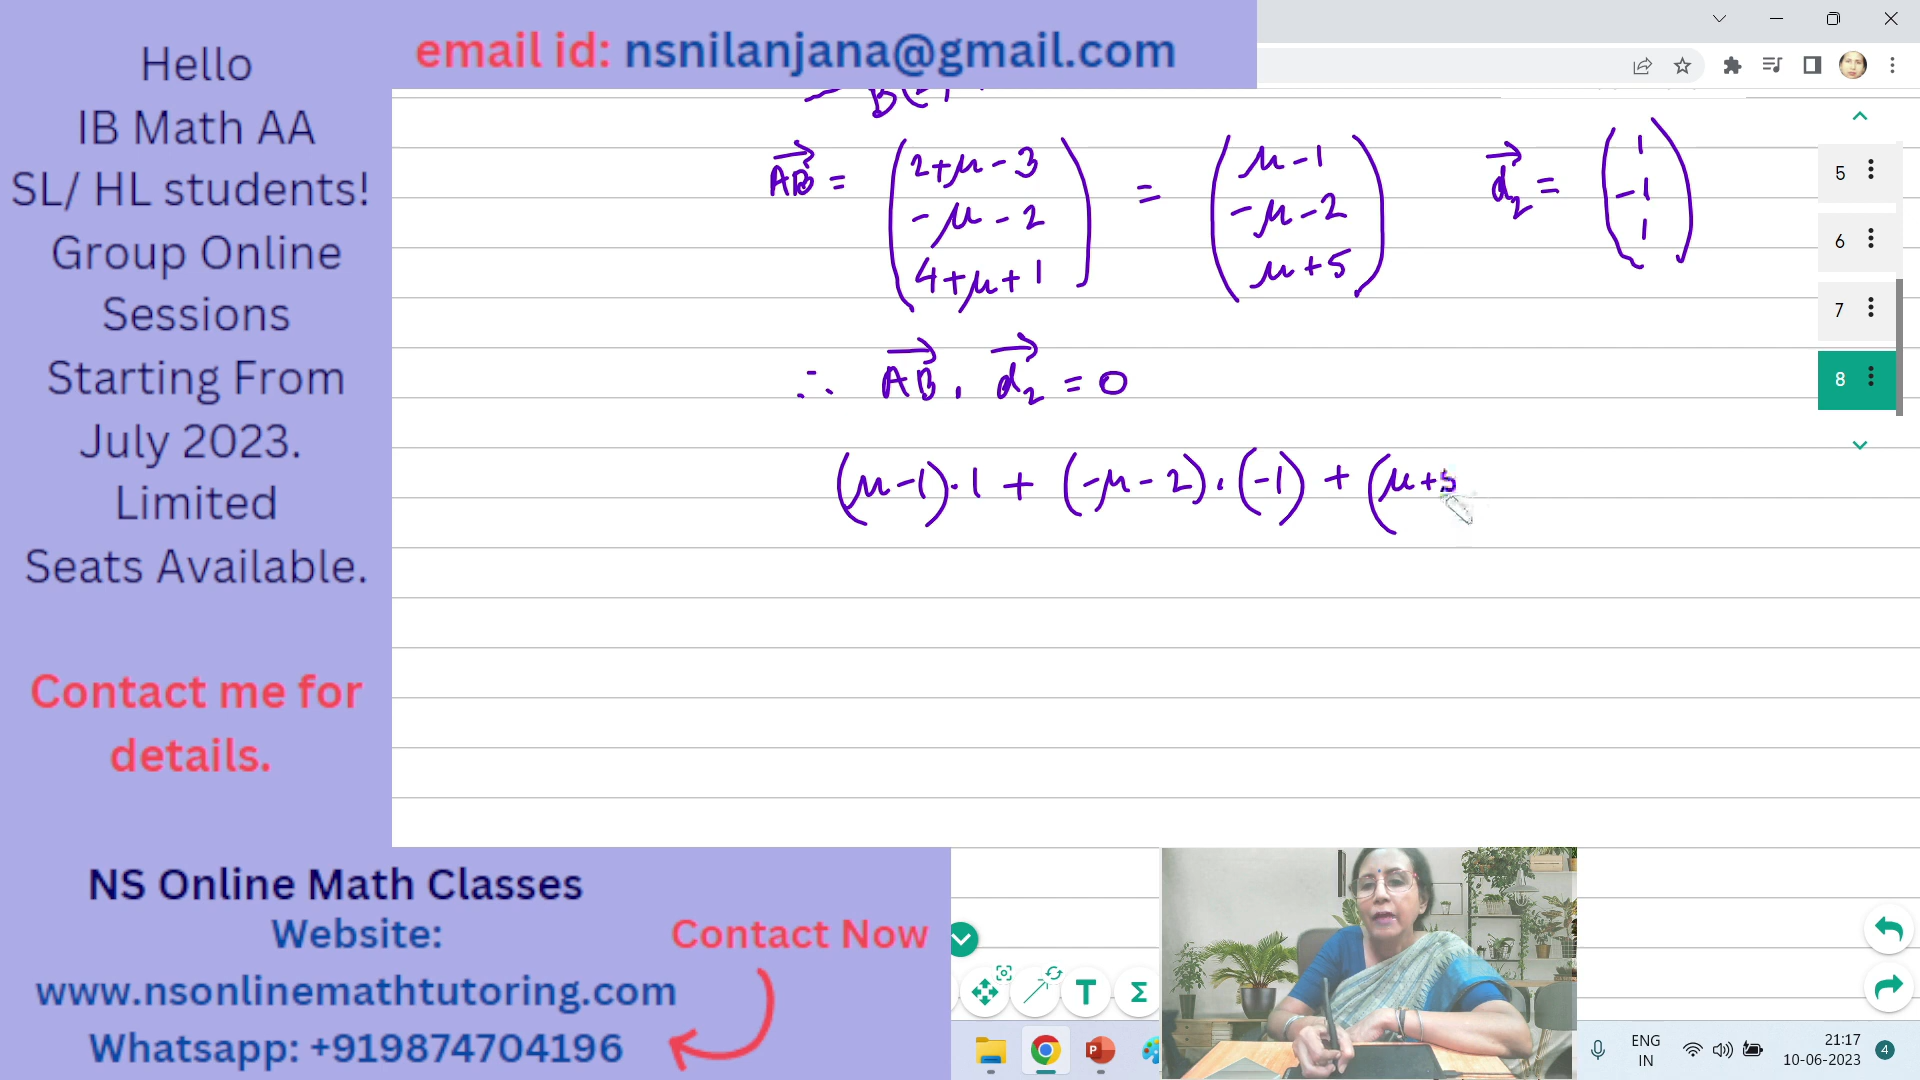 email id: nsnilanjana@gmail.com
Hello
IB Math AA
SL/ HL students!
Group Online
Sessions
Starting From
July 2023.
Limited
Seats Available.
Contact me for
details.
AB = (2+μ-3, -μ-2, 4+μ+1) = (μ-1, -μ-2, μ+5) d₂ = (1, -1, 1)
∴ AB . d₂ = 0
(μ-1)·1 + (-μ-2)·(-1) + (μ+5
5
6
7
8
NS Online Math Classes
Website:
www.nsonlinemathtutoring.com
Whatsapp: +919874704196
Contact Now
T
Σ
P
ENG
IN
21:17
10-06-2023
4